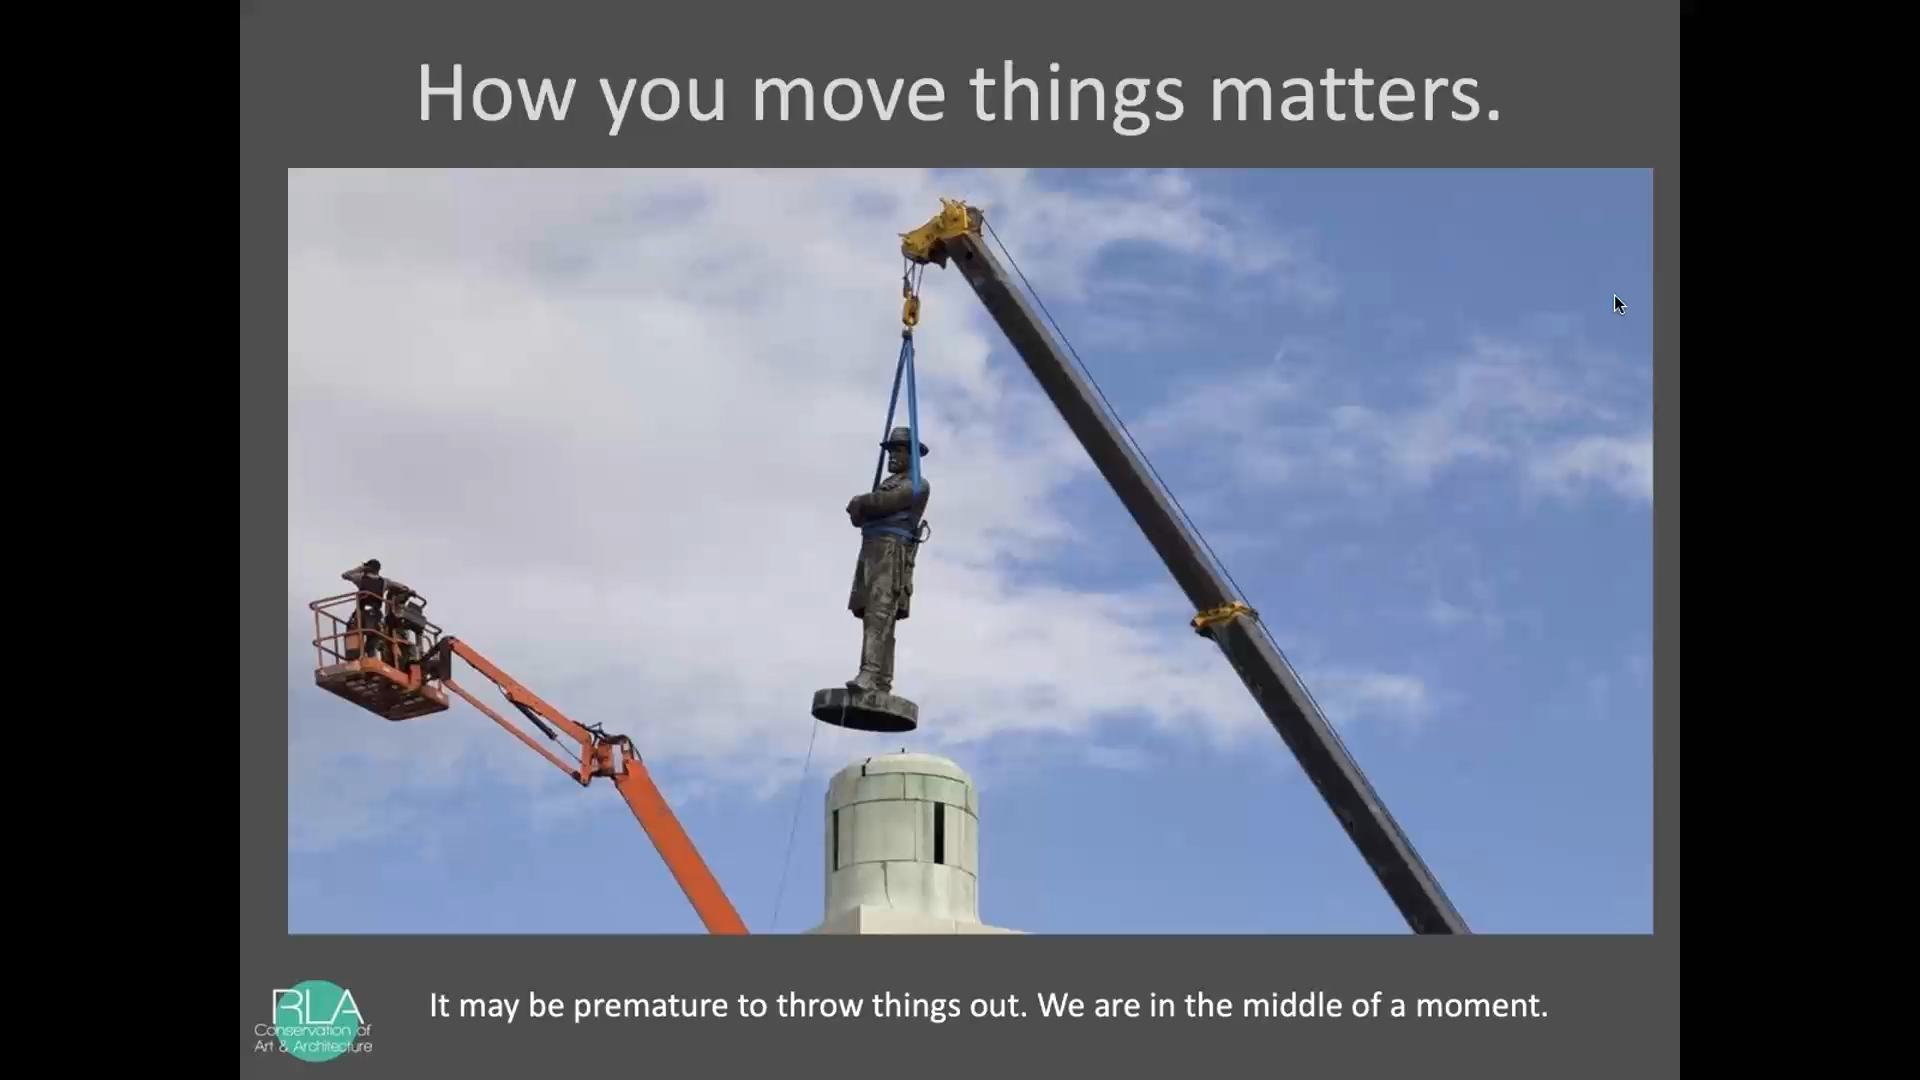 How you move things matters.
RLA
Conservation of
Art & Architecture
It may be premature to throw things out. We are in the middle of a moment.